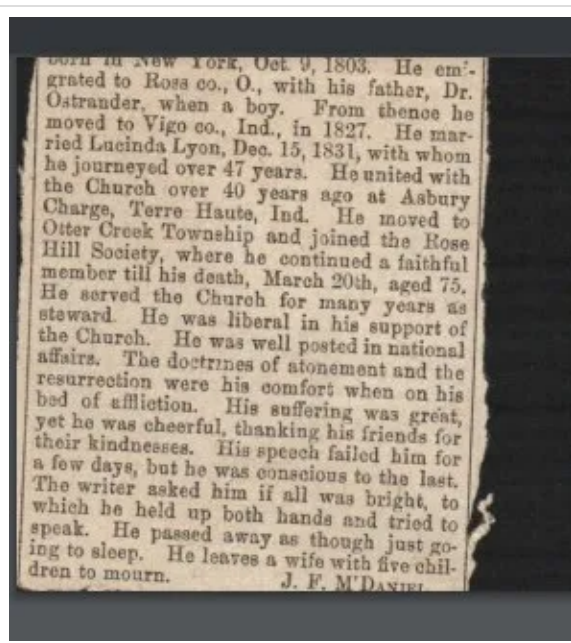 born in New York, Oct. 9, 1803. He emi-
grated to Ross co., O., with his father, Dr.
Ostrander, when a boy. From thence he
moved to Vigo co., Ind., in 1827. He mar-
ried Lucinda Lyon, Dec. 15, 1831, with whom
he journeyed over 47 years. He united with
the Church over 40 years ago at Asbury
Charge, Terre Haute, Ind. He moved to
Otter Creek Township and joined the Rose
Hill Society, where he continued a faithful
member till his death, March 20th, aged 75.
He served the Church for many years as
steward. He was liberal in his support of
the Church. He was well posted in national
affairs. The doctrines of atonement and the
resurrection were his comfort when on his
bed of affliction. His suffering was great,
yet he was cheerful, thanking his friends for
their kindnesses. His speech failed him for
a few days, but he was conscious to the last.
The writer asked him if all was bright, to
which he held up both hands and tried to
speak. He passed away as though just go-
ing to sleep. He leaves a wife with five chil-
dren to mourn. J. F. M'DANIEL